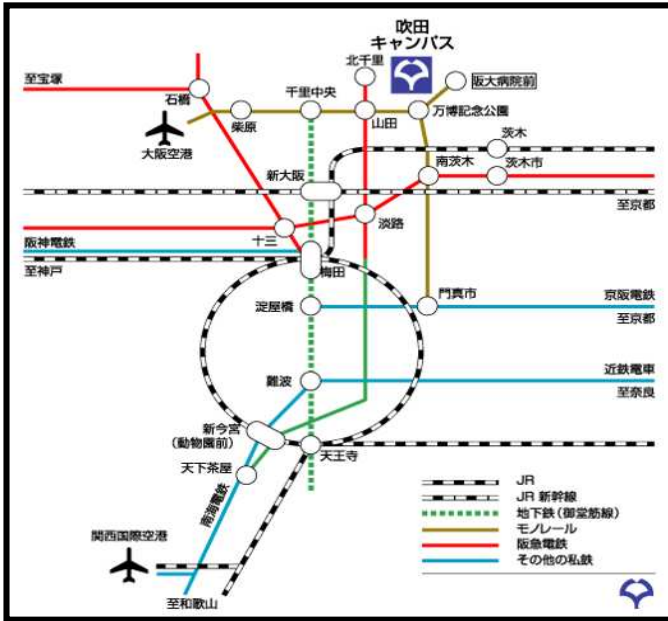 吹田
キャンパス
北千里
阪大病院前
至宝塚
石橋
千里中央
柴原
山田
万博記念公園
大阪空港
茨木
新大阪
南茨木
茨木市
至京都
淡路
十三
阪神電鉄
至神戸
梅田
淀屋橋
門真市
京阪電鉄
至京都
難波
近鉄電車
至奈良
新今宮
(動物園前)
天王寺
天下茶屋
南海電鉄
関西国際空港
至和歌山
JR
JR 新幹線
地下鉄(御堂筋線)
モノレール
阪急電鉄
その他の私鉄